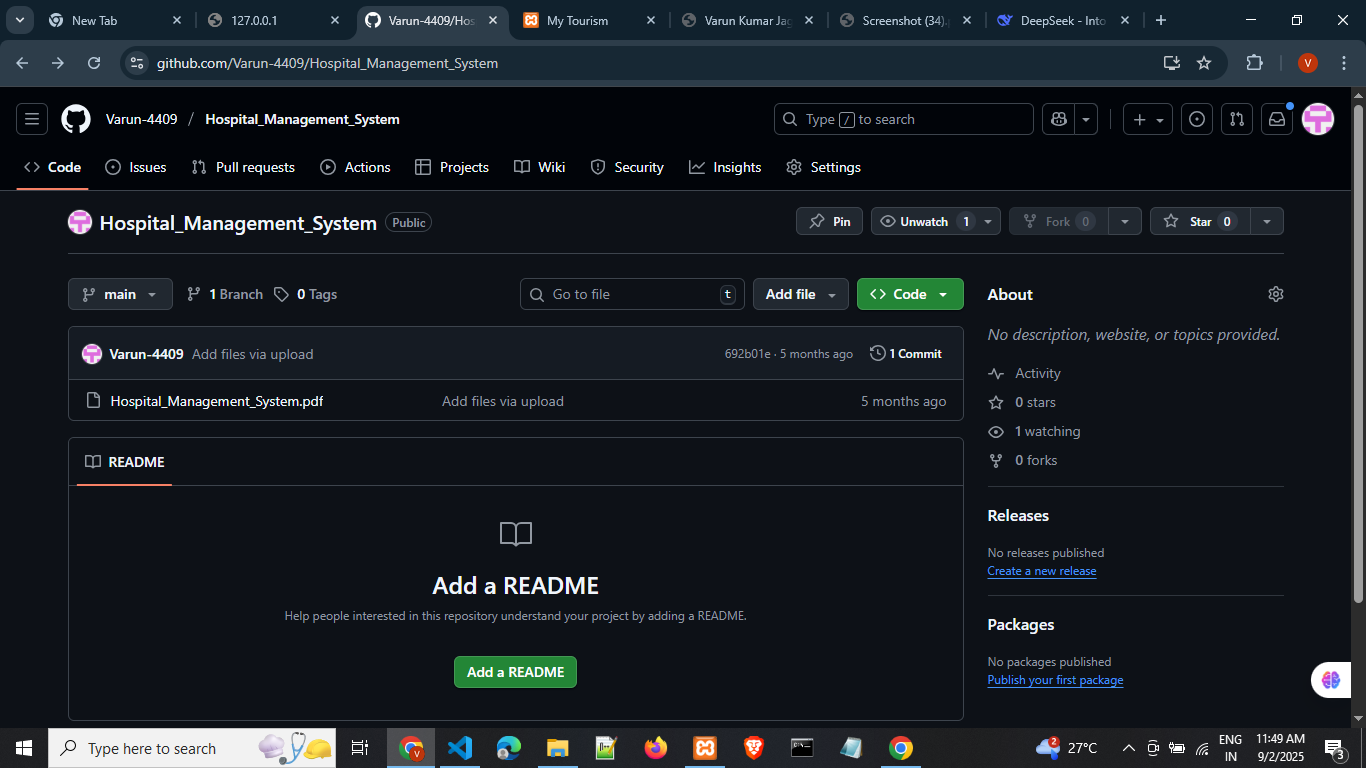 New Tab
127.0.0.1
Varun-4409/Hos
My Tourism
Varun Kumar Jag
Screenshot (34).
DeepSeek - Into
github.com/Varun-4409/Hospital_Management_System
V
Varun-4409 / Hospital_Management_System
Type / to search
Code Issues Pull requests Actions Projects Wiki Security Insights Settings
Hospital_Management_System Public
Pin Unwatch 1 Fork 0 Star 0
main 1 Branch 0 Tags Go to file t Add file Code
Varun-4409 Add files via upload 692b01e · 5 months ago 1 Commit
Hospital_Management_System.pdf Add files via upload 5 months ago
README
Add a README
Help people interested in this repository understand your project by adding a README.
Add a README
About
No description, website, or topics provided.
Activity
0 stars
1 watching
0 forks
Releases
No releases published
Create a new release
Packages
No packages published
Publish your first package
Type here to search
V
2
27°C
ENG
IN
11:49 AM
9/2/2025
3